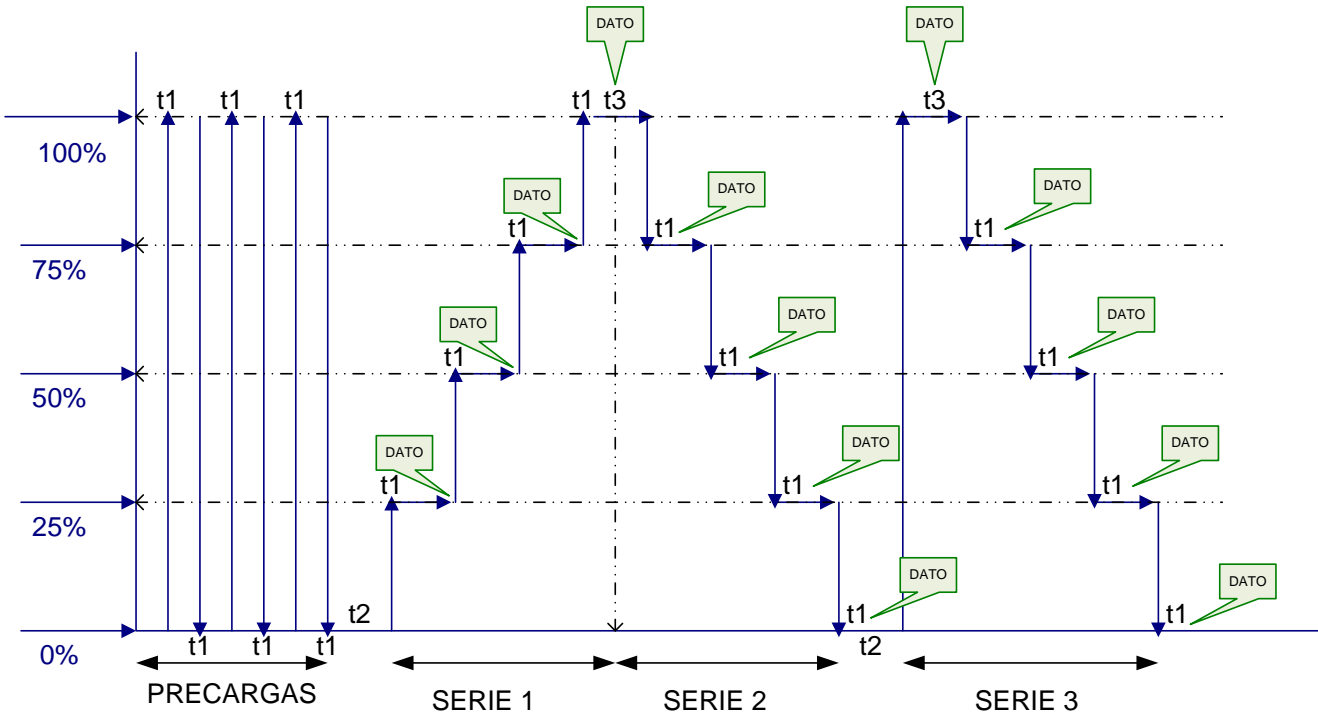 DATO
DATO
t1
t1
t1
t1
t3
t3
100%
DATO
DATO
DATO
t1
t1
t1
75%
DATO
DATO
DATO
t1
t1
t1
50%
DATO
DATO
DATO
t1
t1
t1
25%
DATO
DATO
t2
t1
t1
0%
t1
t1
t1
t2
PRECARGAS
SERIE 1
SERIE 2
SERIE 3